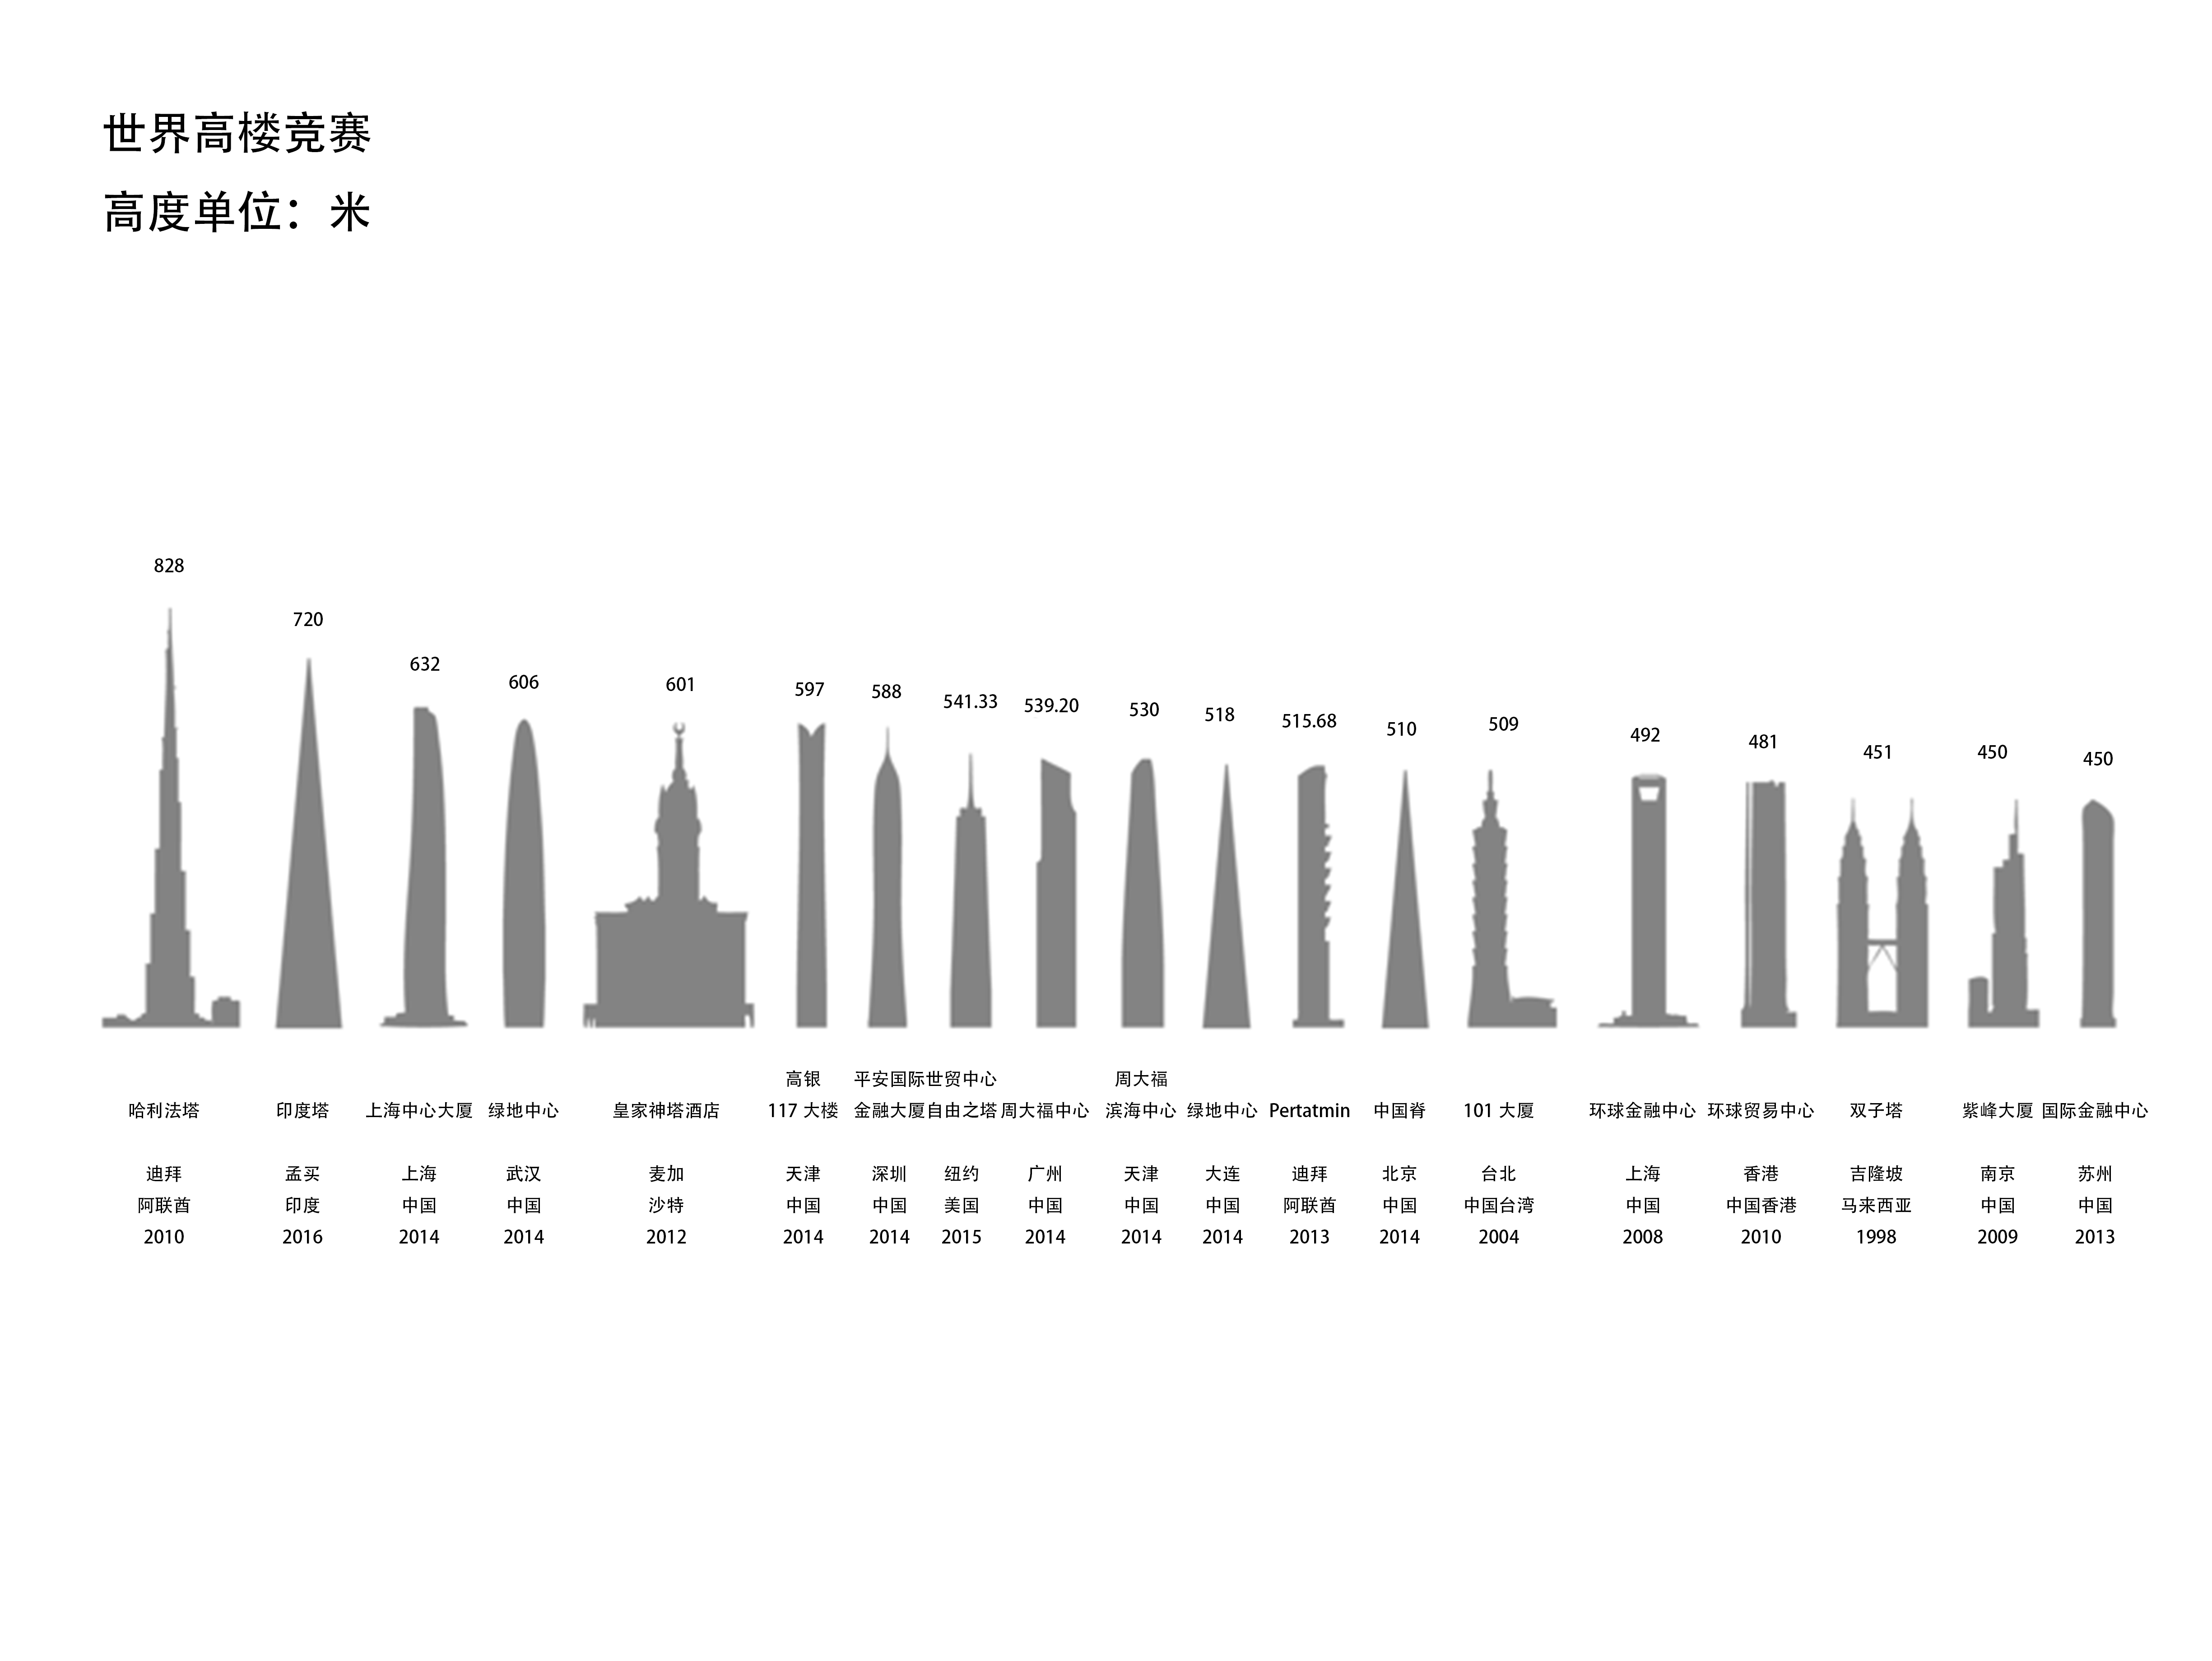 世界高楼竞赛
高度单位：米
828
720
632
606
601
597
588
541.33
539.20
530
518
515.68
510
509
492
481
451
450
450
哈利法塔
印度塔
上海中心大厦
绿地中心
皇家神塔酒店
高银
117 大楼
平安国际
金融大厦
世贸中心
自由之塔
周大福中心
周大福
滨海中心
绿地中心
Pertatmin
中国脊
101 大厦
环球金融中心
环球贸易中心
双子塔
紫峰大厦
国际金融中心
迪拜
阿联酋
2010
孟买
印度
2016
上海
中国
2014
武汉
中国
2014
麦加
沙特
2012
天津
中国
2014
深圳
中国
2014
纽约
美国
2015
广州
中国
2014
天津
中国
2014
大连
中国
2014
迪拜
阿联酋
2013
北京
中国
2014
台北
中国台湾
2004
上海
中国
2008
香港
中国香港
2010
吉隆坡
马来西亚
1998
南京
中国
2009
苏州
中国
2013